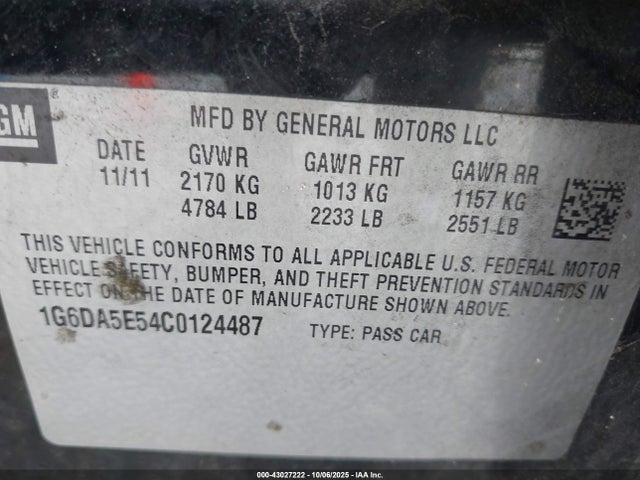 GM ®
MFD BY GENERAL MOTORS LLC
DATE GVWR GAWR FRT GAWR RR
11/11 2170 KG 1013 KG 1157 KG
4784 LB 2233 LB 2551 LB
THIS VEHICLE CONFORMS TO ALL APPLICABLE U.S. FEDERAL MOTOR
VEHICLE SAFETY, BUMPER, AND THEFT PREVENTION STANDARDS IN
EFFECT ON THE DATE OF MANUFACTURE SHOWN ABOVE.
1G6DA5E54C0124487 TYPE: PASS CAR
000-43027222 - 10/06/2025 - IAA Inc.